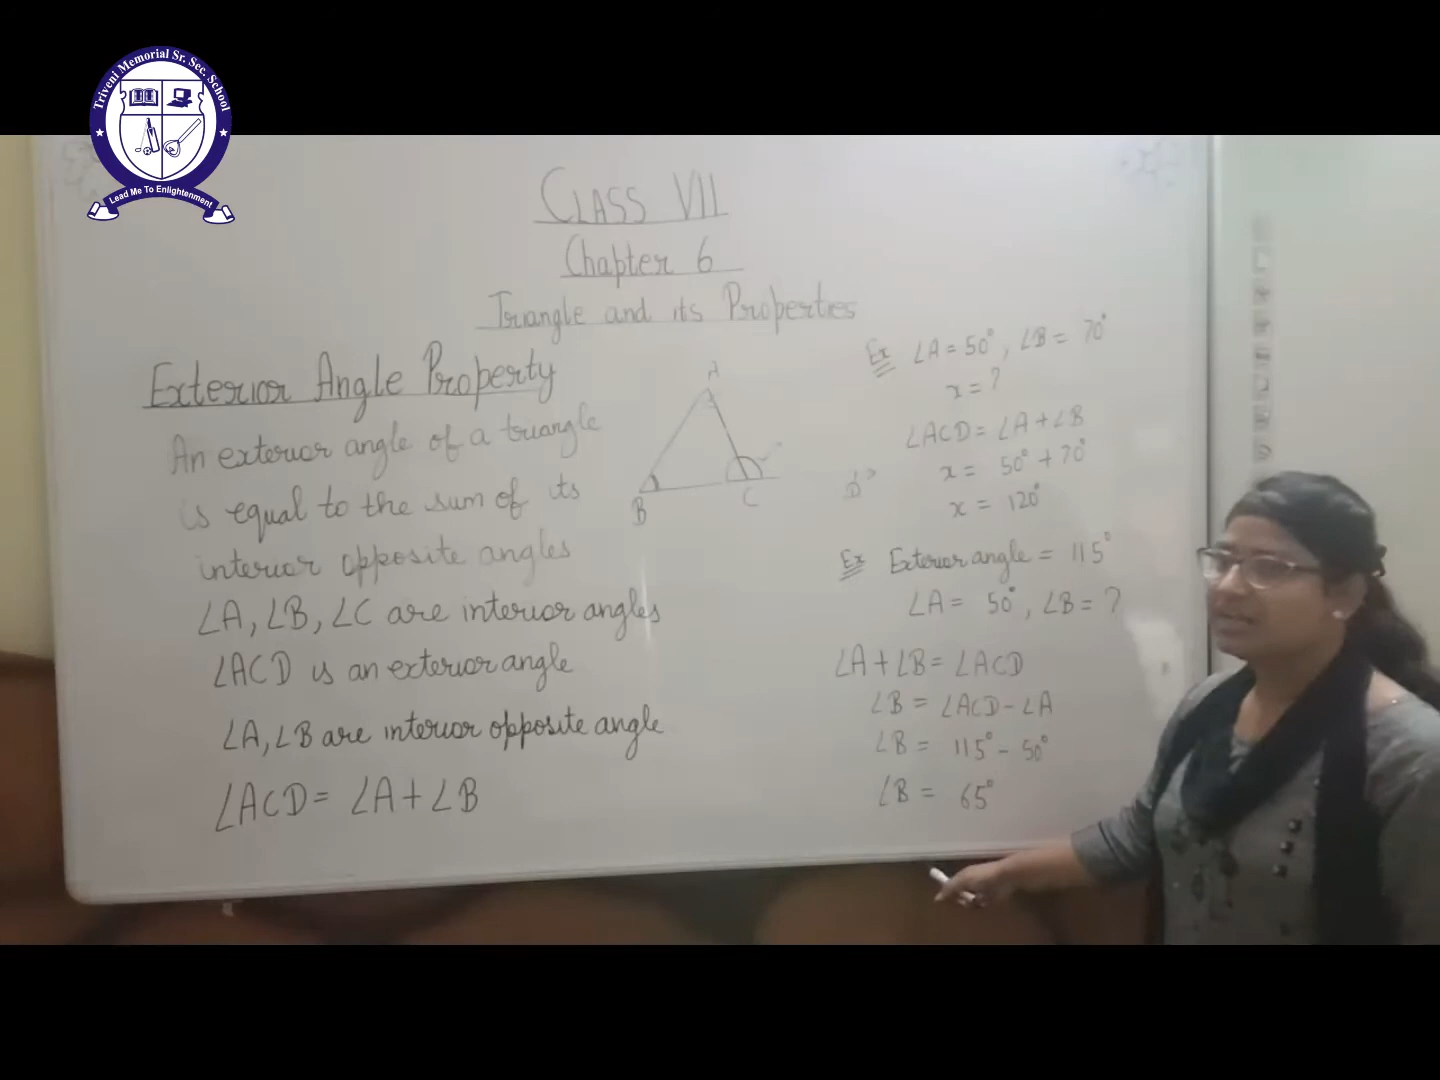 Triveni Memorial Sr. Sec. School
Lead Me To Enlightenment
CLASS VII
Chapter 6
Triangle and its Properties
Exterior Angle Property
An exterior angle of a triangle
is equal to the sum of its
interior opposite angles
∠A, ∠B, ∠C are interior angles
∠ACD is an exterior angle
∠A, ∠B are interior opposite angle
∠ACD = ∠A + ∠B
A
B
C
D
Ex ∠A = 50°, ∠B = 70°
x = ?
∠ACD = ∠A + ∠B
x = 50° + 70°
x = 120°
Ex Exterior angle = 115°
∠A = 50°, ∠B = ?
∠A + ∠B = ∠ACD
∠B = ∠ACD - ∠A
∠B = 115° - 50°
∠B = 65°